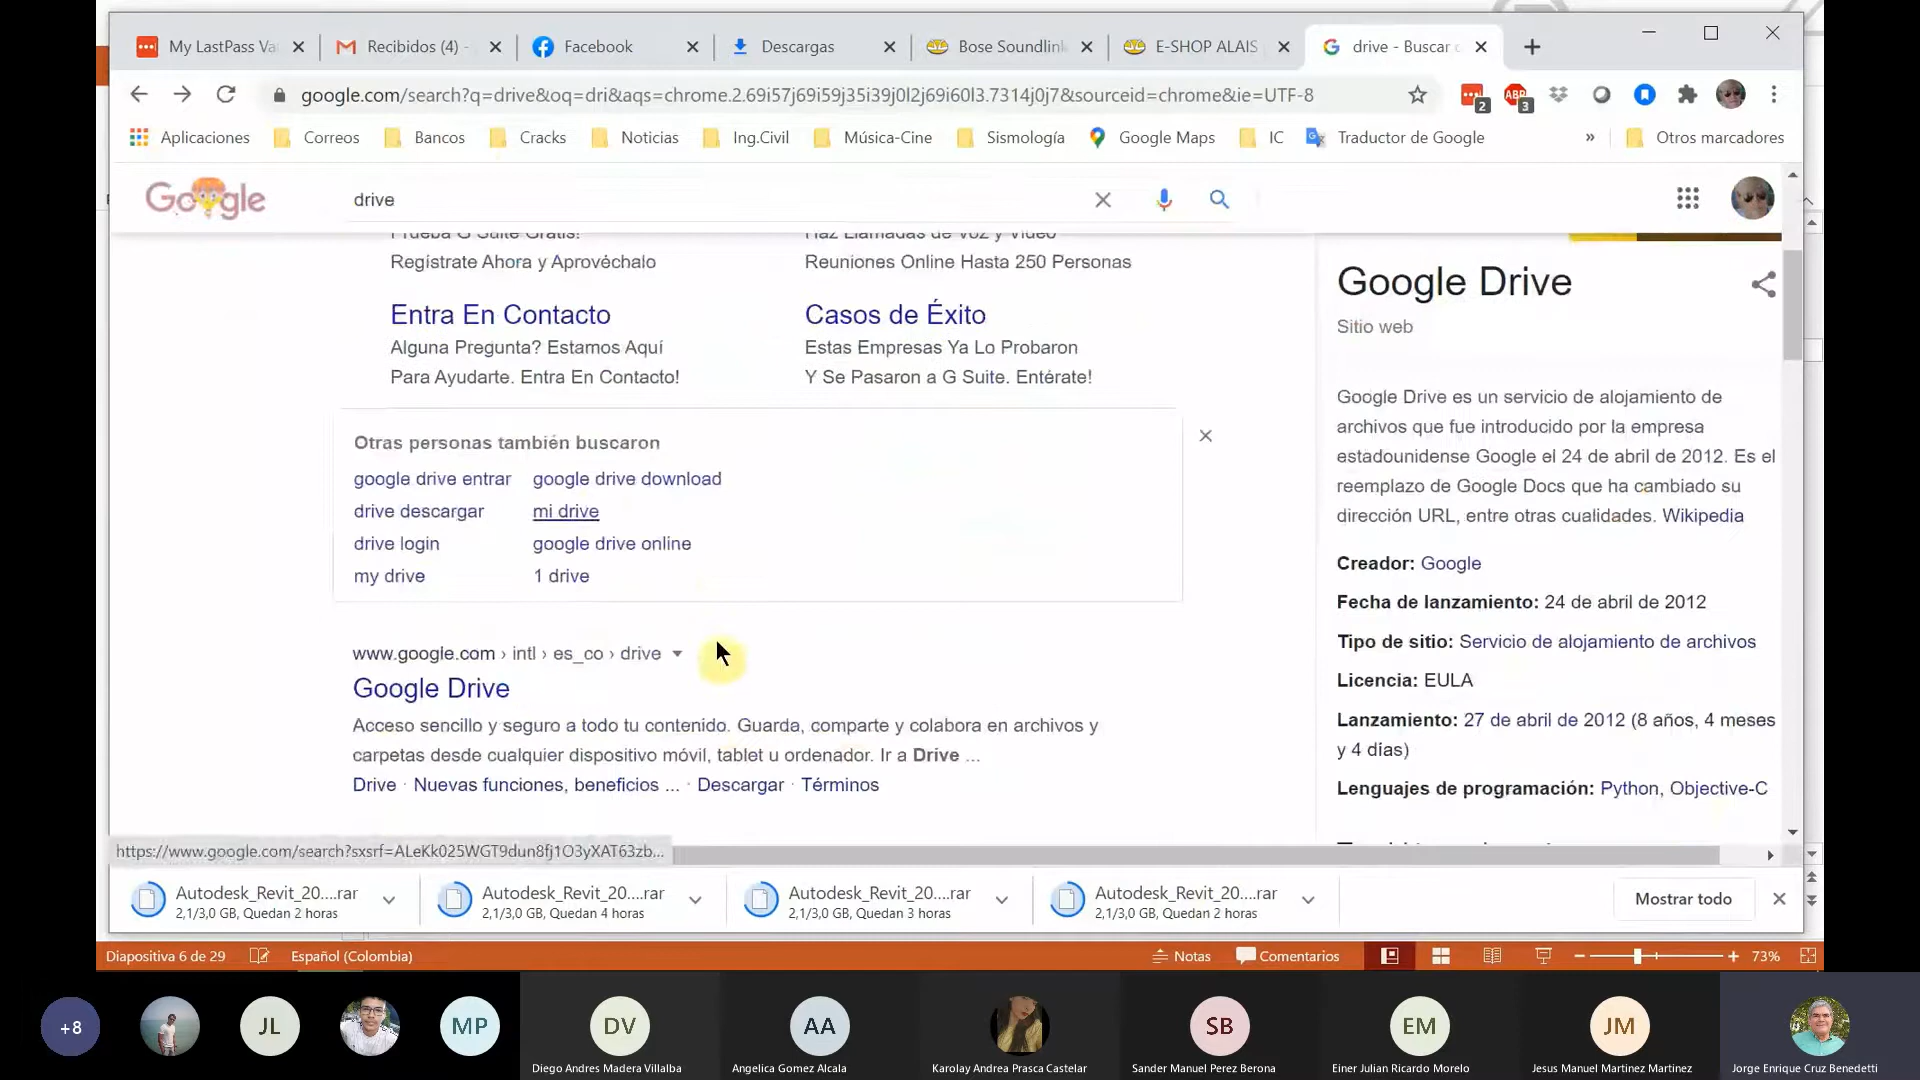 My LastPass Va
Recibidos (4) -
Facebook
Descargas
Bose Soundlink
E-SHOP ALAIS
drive - Buscar c
google.com/search?q=drive&oq=dri&aqs=chrome.2.69i57j69i59j35i39j0l2j69i60l3.7314j0j7&sourceid=chrome&ie=UTF-8
2
ABP
3
Aplicaciones
Correos
Bancos
Cracks
Noticias
Ing.Civil
Música-Cine
Sismología
Google Maps
IC
Traductor de Google
»
Otros marcadores
Google
drive
Prueba G Suite Gratis!
Regístrate Ahora y Aprovéchalo
Haz Llamadas de Voz y Video
Reuniones Online Hasta 250 Personas
Entra En Contacto
Alguna Pregunta? Estamos Aquí
Para Ayudarte. Entra En Contacto!
Casos de Éxito
Estas Empresas Ya Lo Probaron
Y Se Pasaron a G Suite. Entérate!
Otras personas también buscaron
google drive entrar
google drive download
drive descargar
mi drive
drive login
google drive online
my drive
1 drive
www.google.com › intl › es_co › drive
Google Drive
Acceso sencillo y seguro a todo tu contenido. Guarda, comparte y colabora en archivos y
carpetas desde cualquier dispositivo móvil, tablet u ordenador. Ir a Drive ...
Drive · Nuevas funciones, beneficios ... · Descargar · Términos
Google Drive
Sitio web
Google Drive es un servicio de alojamiento de
archivos que fue introducido por la empresa
estadounidense Google el 24 de abril de 2012. Es el
reemplazo de Google Docs que ha cambiado su
dirección URL, entre otras cualidades. Wikipedia
Creador: Google
Fecha de lanzamiento: 24 de abril de 2012
Tipo de sitio: Servicio de alojamiento de archivos
Licencia: EULA
Lanzamiento: 27 de abril de 2012 (8 años, 4 meses
y 4 días)
Lenguajes de programación: Python, Objective-C
https://www.google.com/search?sxsrf=ALeKk025WGT9dun8fj1O3yXAT63zb...
Autodesk_Revit_20....rar
2,1/3,0 GB, Quedan 2 horas
Autodesk_Revit_20....rar
2,1/3,0 GB, Quedan 4 horas
Autodesk_Revit_20....rar
2,1/3,0 GB, Quedan 3 horas
Autodesk_Revit_20....rar
2,1/3,0 GB, Quedan 2 horas
Mostrar todo
Diapositiva 6 de 29
Español (Colombia)
Notas
Comentarios
73%
+8
JL
MP
DV
Diego Andres Madera Villalba
AA
Angelica Gomez Alcala
Karolay Andrea Prasca Castelar
SB
Sander Manuel Perez Berona
EM
Einer Julian Ricardo Morelo
JM
Jesus Manuel Martinez Martinez
Jorge Enrique Cruz Benedetti